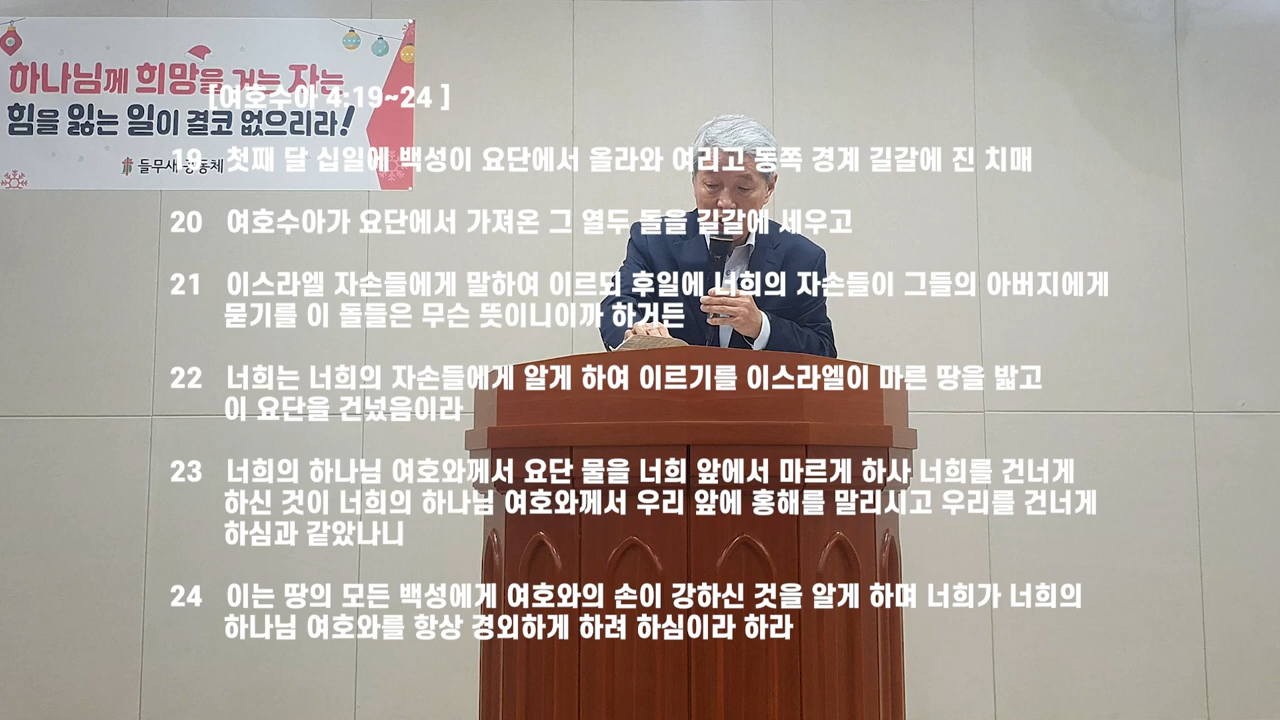 하나님께 희망을 거는 자는
힘을 잃는 일이 결코 없으리라!
들무새 공동체
[여호수아 4:19~24 ]
19 첫째 달 십일에 백성이 요단에서 올라와 여리고 동쪽 경계 길갈에 진 치매
20 여호수아가 요단에서 가져온 그 열두 돌을 길갈에 세우고
21 이스라엘 자손들에게 말하여 이르되 후일에 너희의 자손들이 그들의 아버지에게
묻기를 이 돌들은 무슨 뜻이니이까 하거든
22 너희는 너희의 자손들에게 알게 하여 이르기를 이스라엘이 마른 땅을 밟고
이 요단을 건넜음이라
23 너희의 하나님 여호와께서 요단 물을 너희 앞에서 마르게 하사 너희를 건너게
하신 것이 너희의 하나님 여호와께서 우리 앞에 홍해를 말리시고 우리를 건너게
하심과 같았나니
24 이는 땅의 모든 백성에게 여호와의 손이 강하신 것을 알게 하며 너희가 너희의
하나님 여호와를 항상 경외하게 하려 하심이라 하라